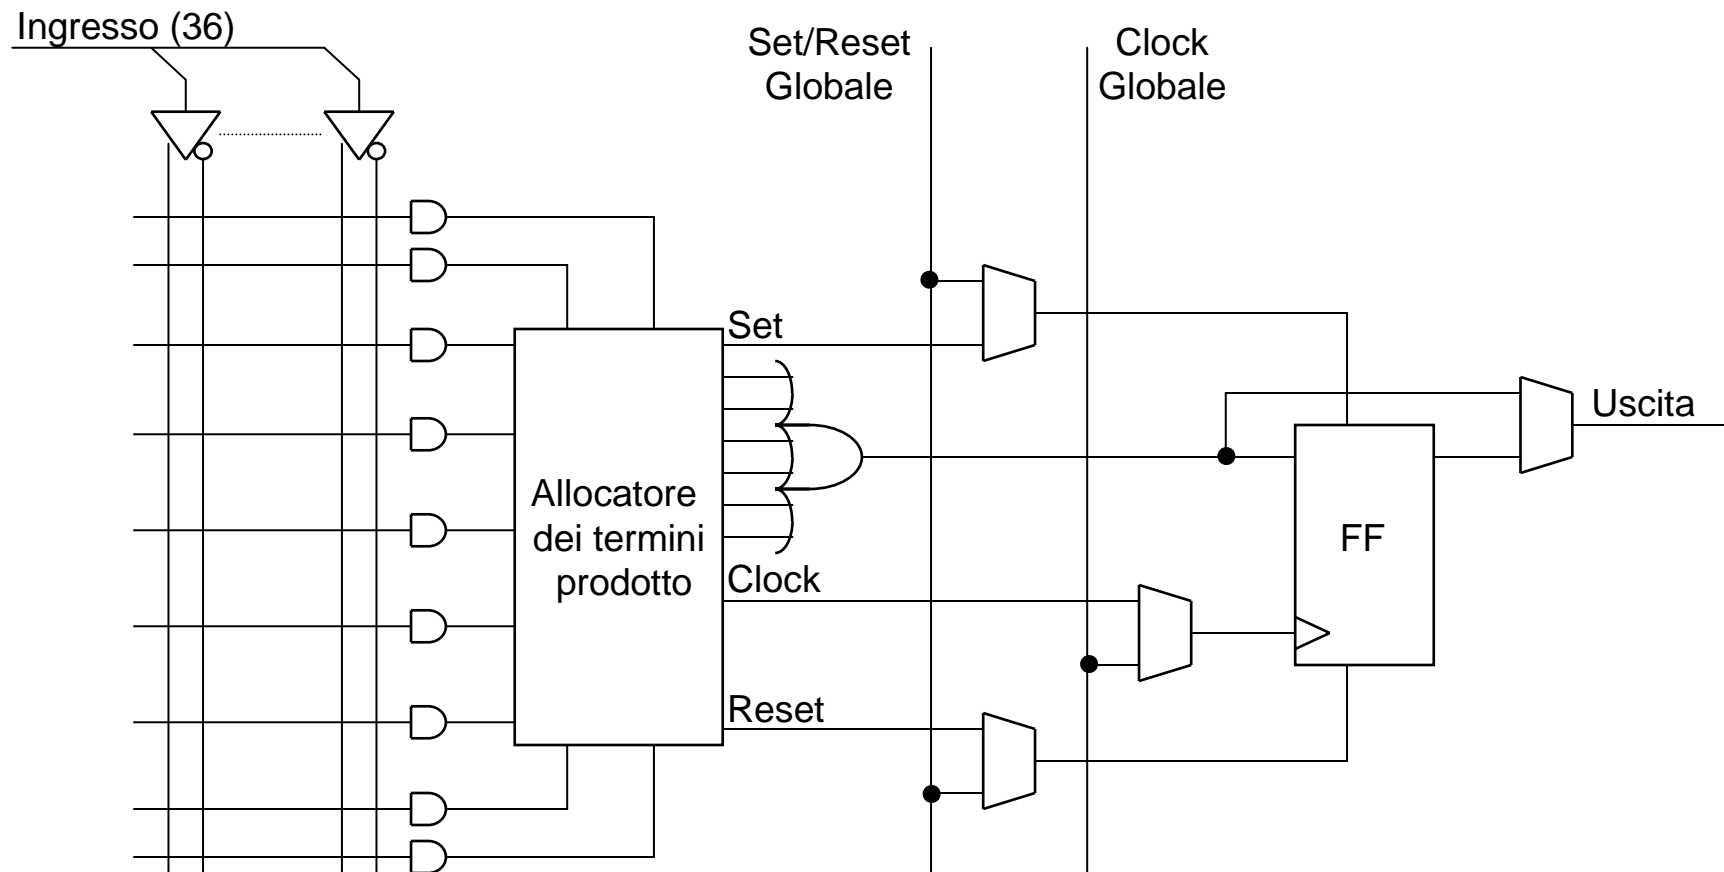 Ingresso (36)
Set/Reset
Globale
Clock
Globale
Set
Uscita
Allocatore
dei termini
prodotto
FF
Clock
Reset